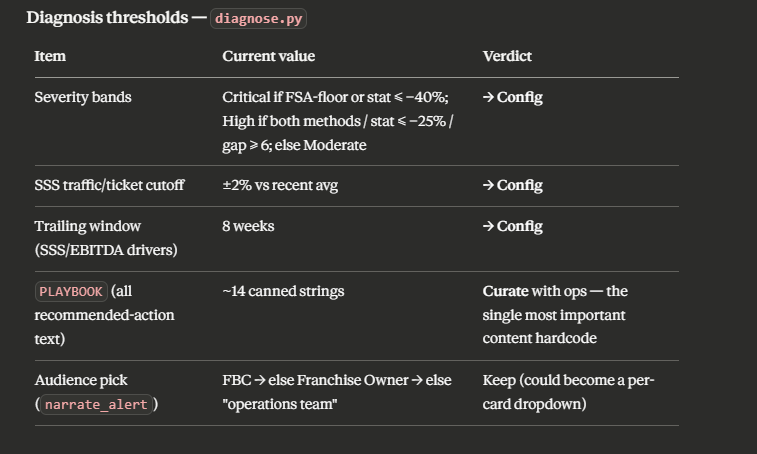 Diagnosis thresholds — diagnose.py
Item Current value Verdict
Severity bands Critical if FSA-floor or stat ≤ −40%; → Config
High if both methods / stat ≤ −25% /
gap ≥ 6; else Moderate
SSS traffic/ticket cutoff ±2% vs recent avg → Config
Trailing window 8 weeks → Config
(SSS/EBITDA drivers)
PLAYBOOK (all ~14 canned strings Curate with ops — the
recommended-action single most important
text) content hardcode
Audience pick FBC → else Franchise Owner → else Keep (could become a per-
(narrate_alert) "operations team" card dropdown)